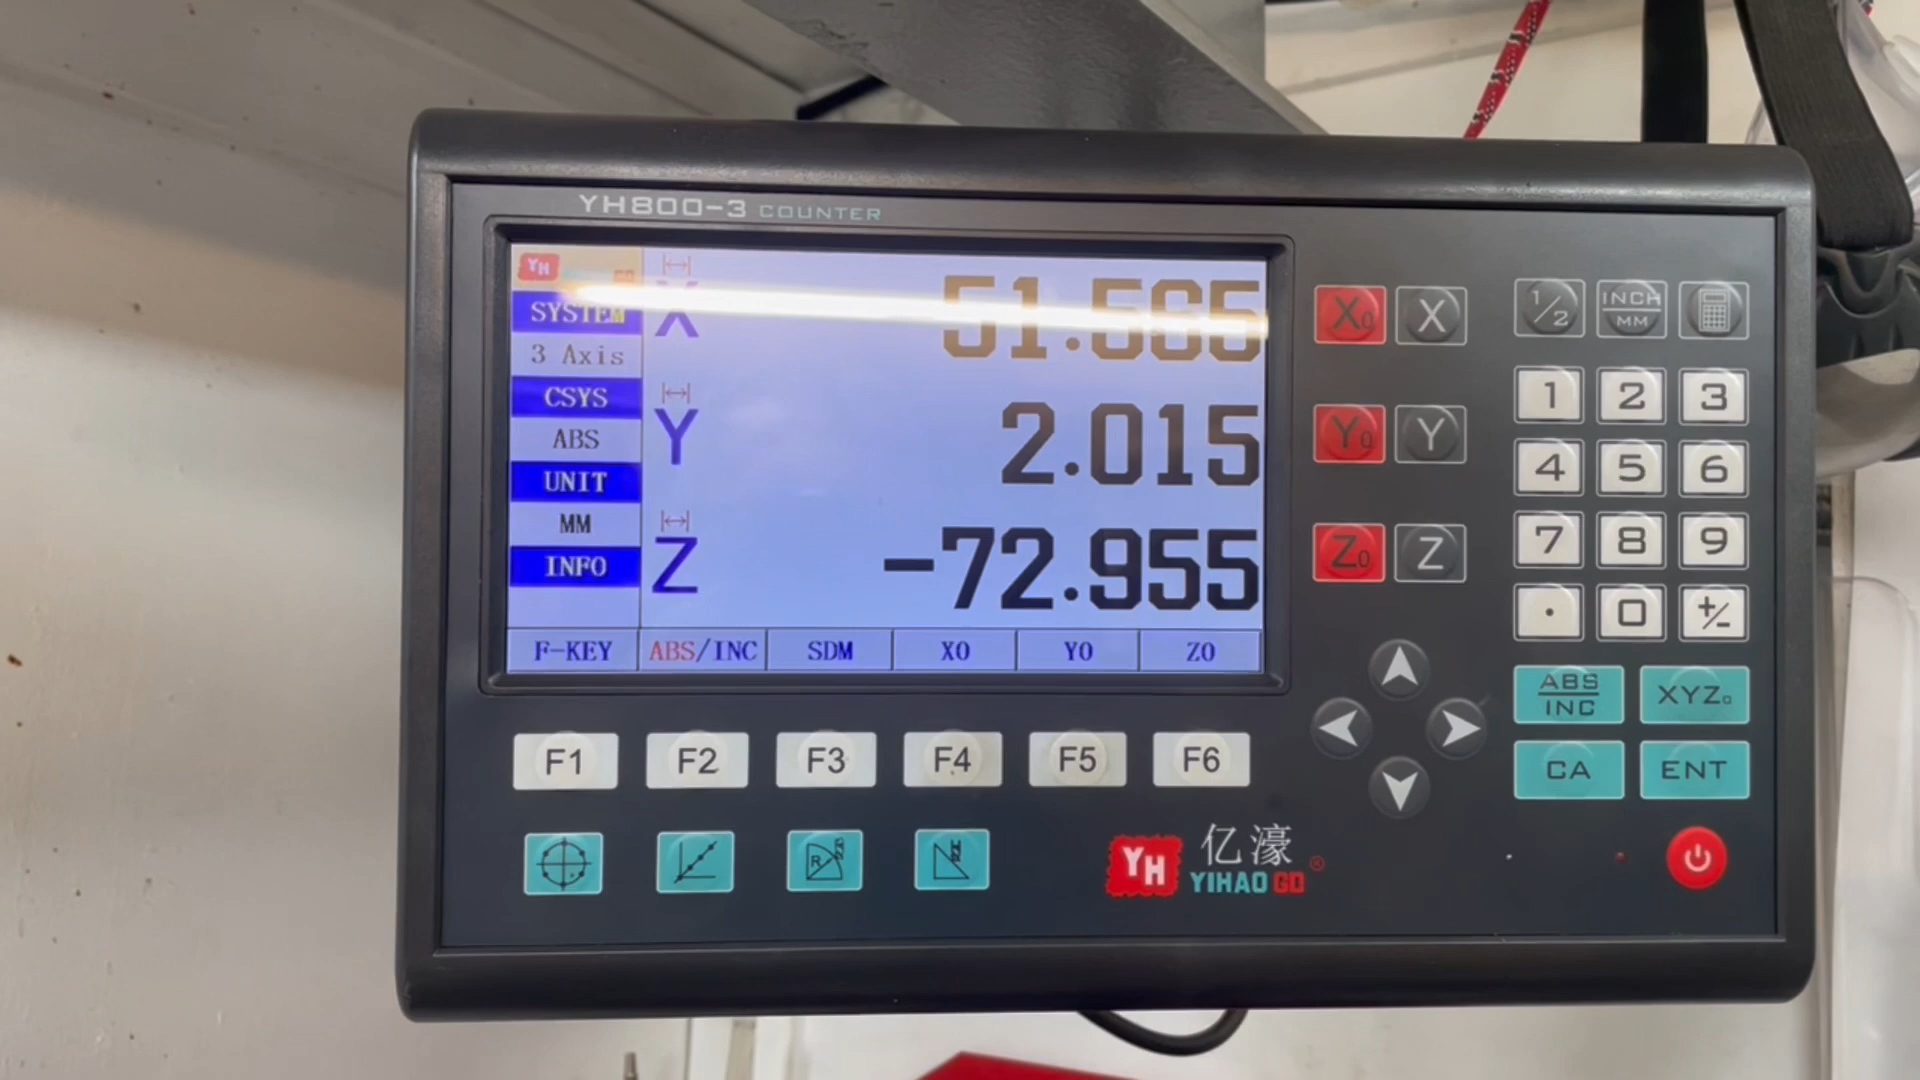 YH800-3 COUNTER
YH
SYSTEM
3 Axis
CSYS
ABS
UNIT
MM
INFO
X
Y 2.015
Z -72.955
F-KEY ABS/INC SDM X0 Y0 Z0
F1 F2 F3 F4 F5 F6
X0 X
Y0 Y
Z0 Z
1/2 INCH/MM
1 2 3
4 5 6
7 8 9
. 0 +/-
ABS/INC XYZ0
CA ENT
R
YH 亿濠®
YIHAO GD